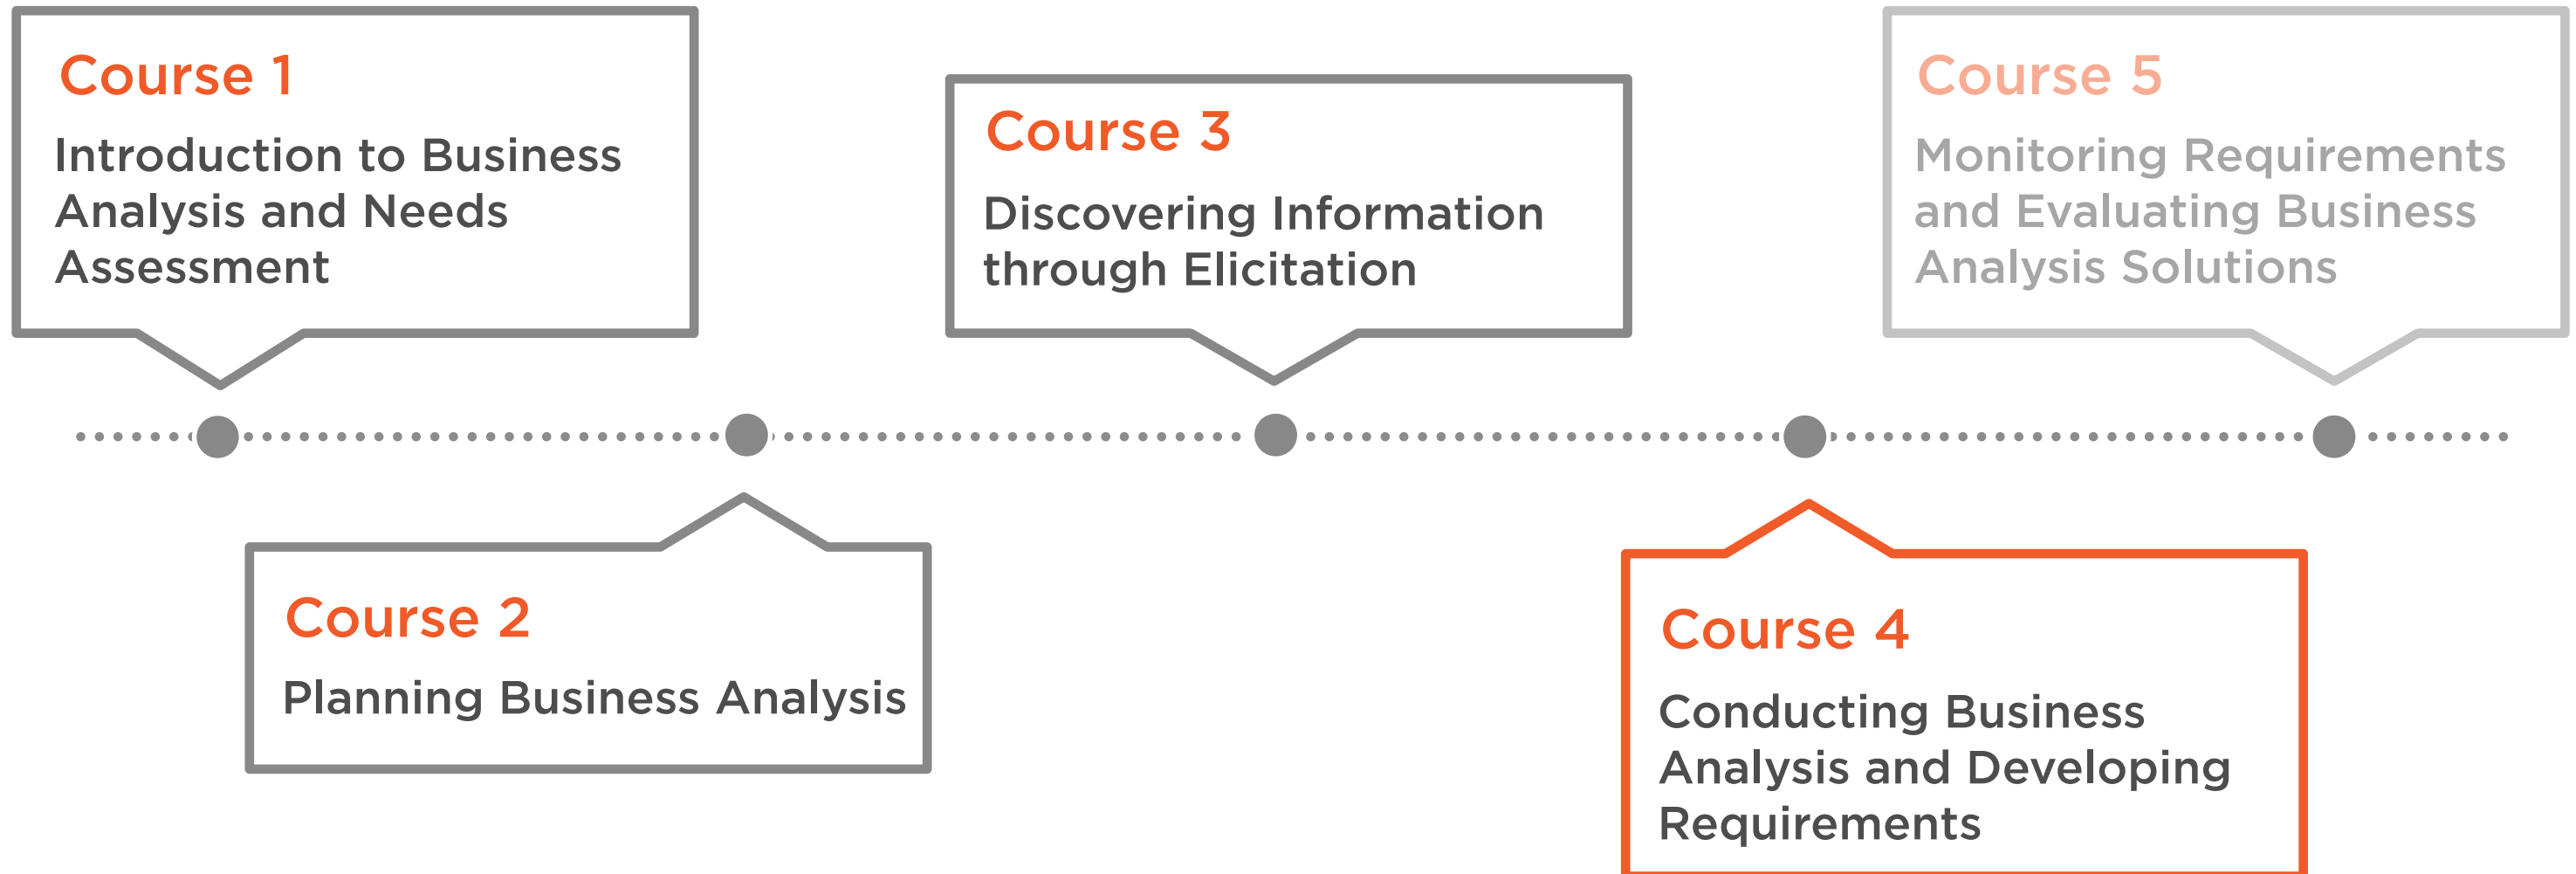 Course 1
Introduction to Business
Analysis and Needs
Assessment
Course 2
Planning Business Analysis
Course 3
Discovering Information
through Elicitation
Course 4
Conducting Business
Analysis and Developing
Requirements
Course 5
Monitoring Requirements
and Evaluating Business
Analysis Solutions